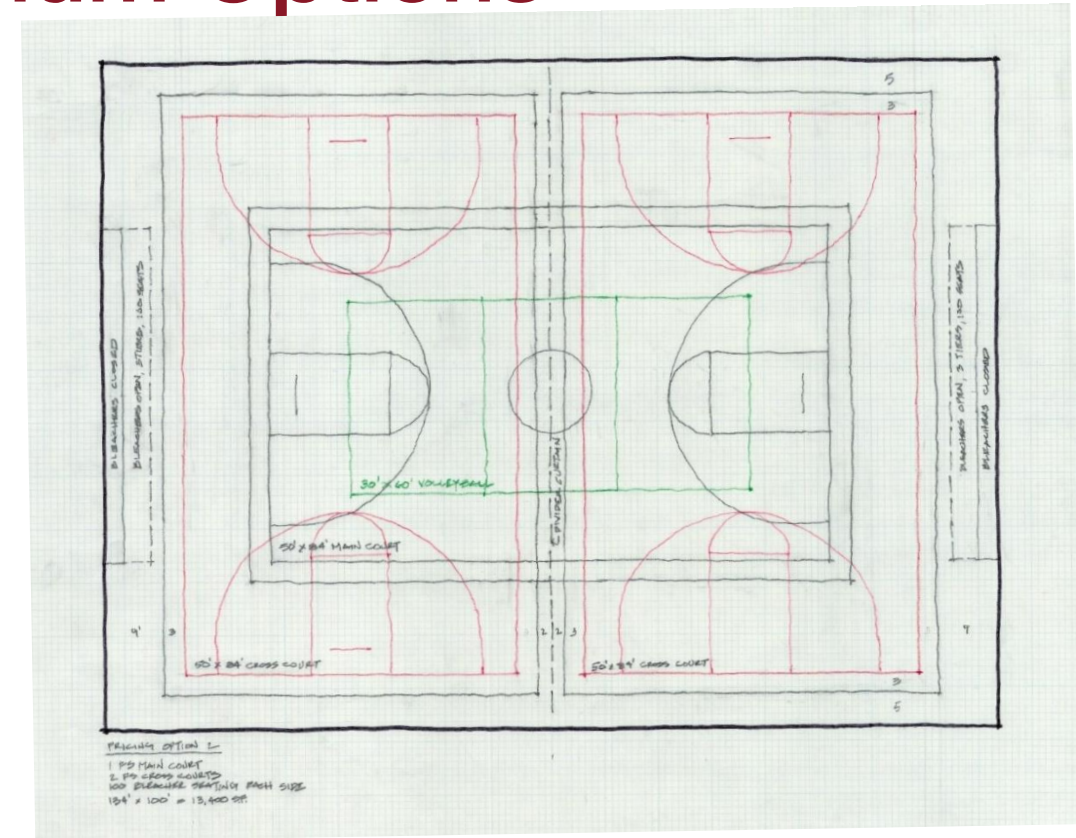 Options
5
3
BLEACHERS CLOSED
BLEACHERS OPEN, 3 TIERS, 100 SEATS
BLEACHERS OPEN, 3 TIERS, 100 SEATS
BLEACHERS CLOSED
30' x 60' VOLLEYBALL
DIVIDER CURTAIN
50' x 84' MAIN COURT
9'
3
2
2
3
9
50' x 84' CROSS COURT
50' x 84' CROSS COURT
3
5
PRICING OPTION 2
1 PS MAIN COURT
2 PS CROSS COURTS
100 BLEACHER SEATING EACH SIDE
134' x 100' = 13,400 SF.